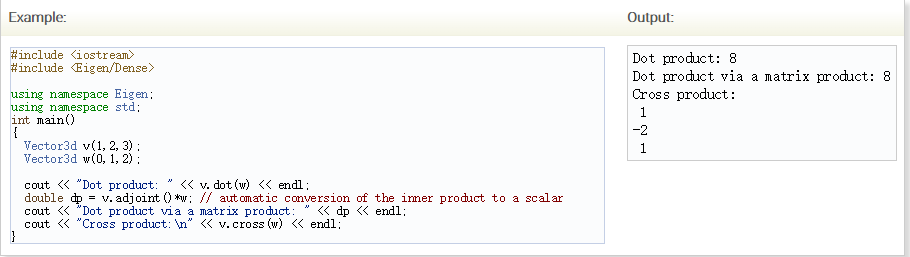 Example:
Output:
#include <iostream>
#include <Eigen/Dense>
using namespace Eigen;
using namespace std;
int main()
{
Vector3d v(1,2,3);
Vector3d w(0,1,2);
cout << "Dot product: " << v.dot(w) << endl;
double dp = v.adjoint()*w; // automatic conversion of the inner product to a scalar
cout << "Dot product via a matrix product: " << dp << endl;
cout << "Cross product:\n" << v.cross(w) << endl;
}
Dot product: 8
Dot product via a matrix product: 8
Cross product:
1
-2
1